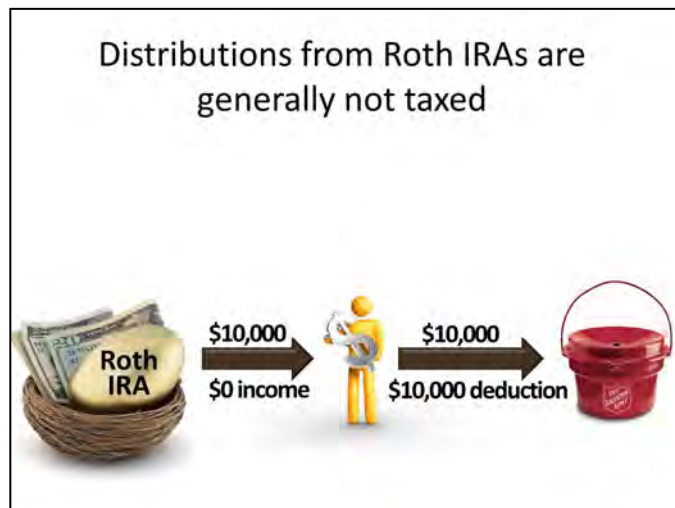 Distributions from Roth IRAs are
generally not taxed
$10,000
$10,000
Roth
IRA
$0 income
$10,000 deduction